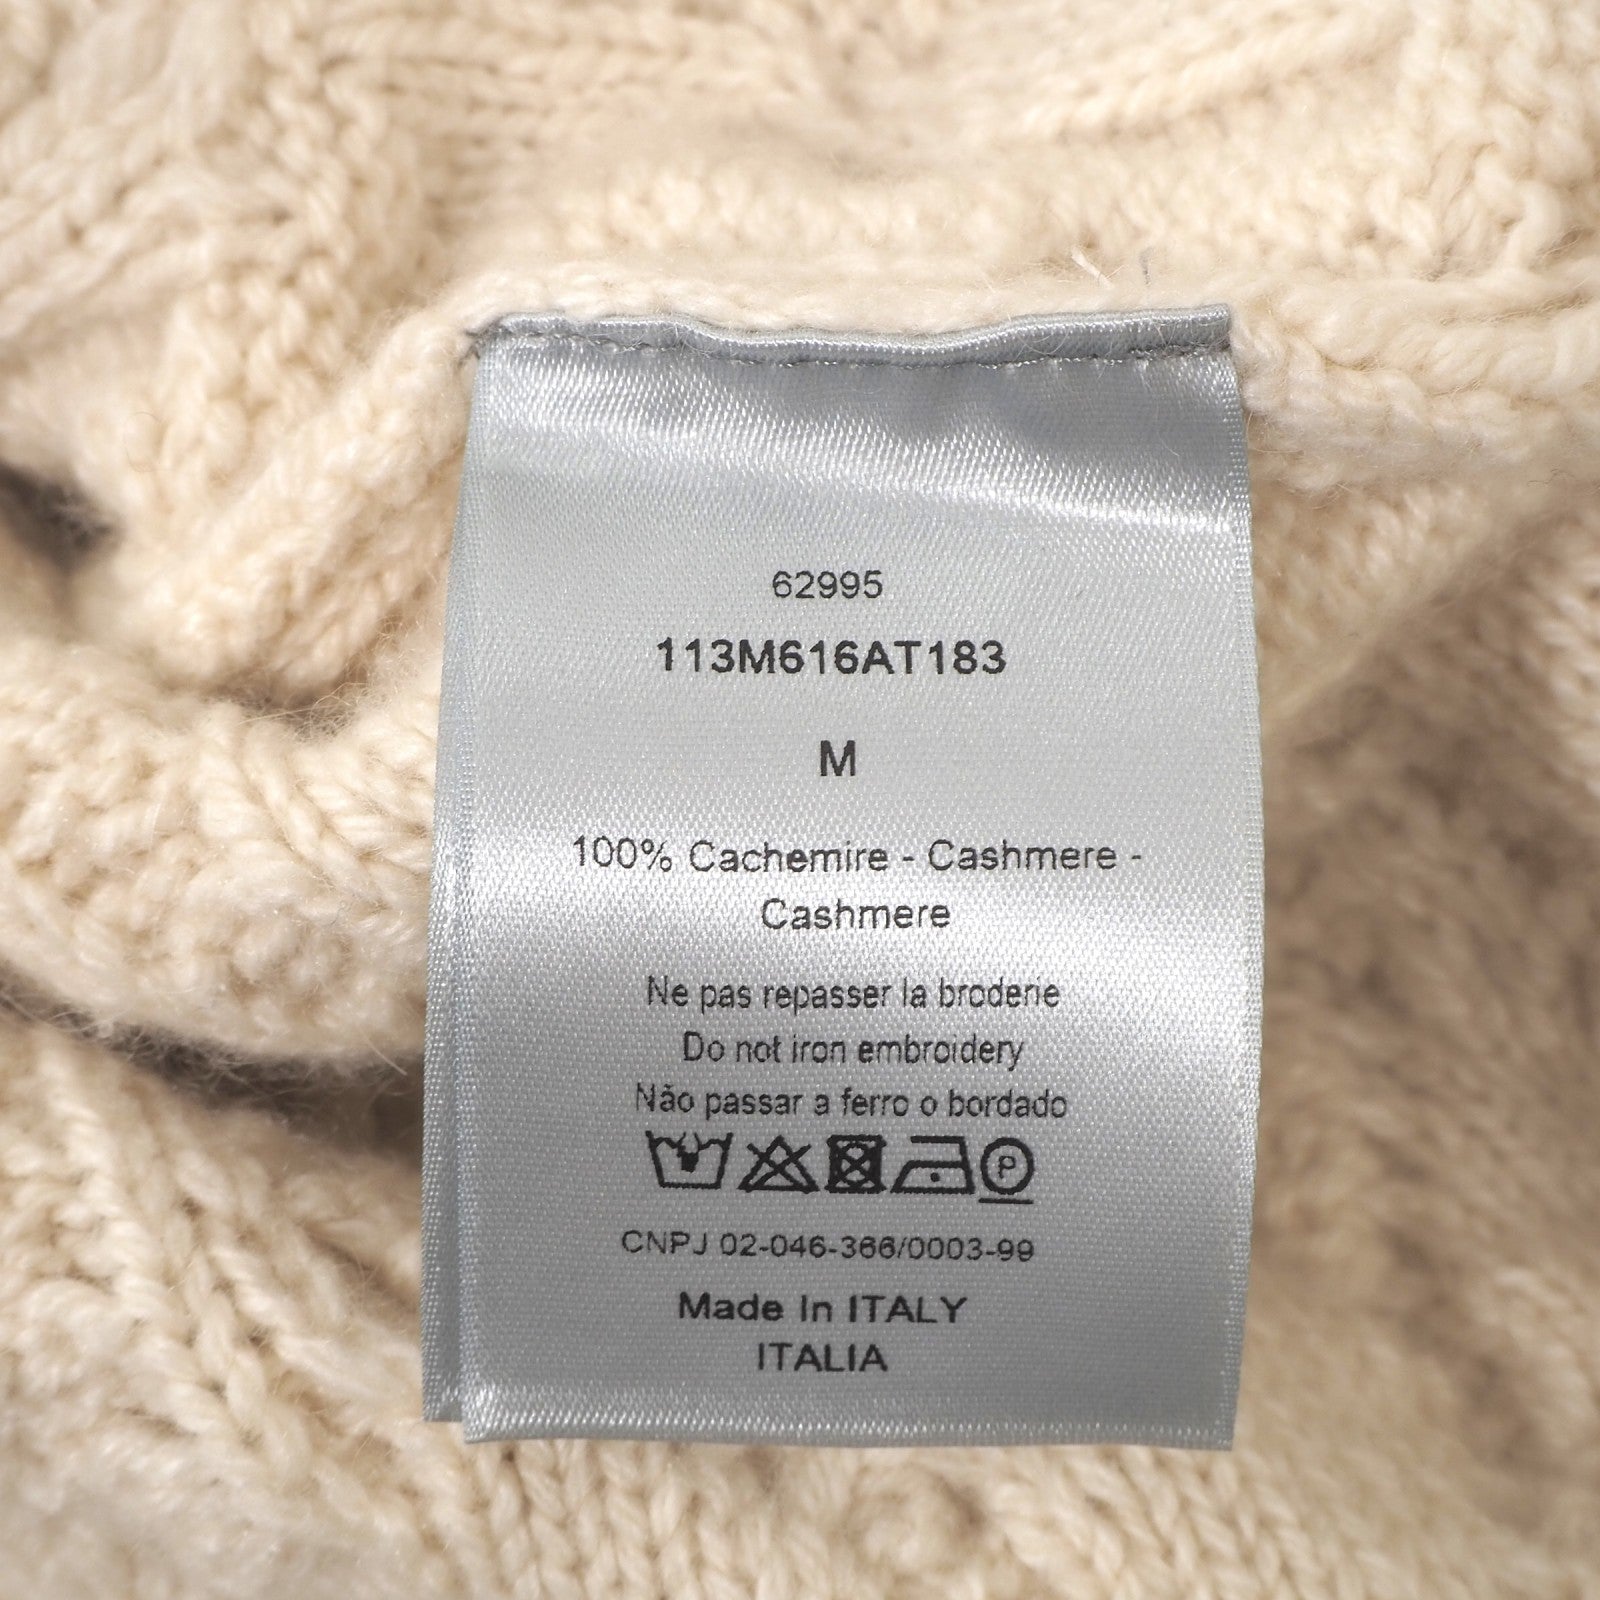 62995
113M616AT183
M
100% Cachemire - Cashmere -
Cashmere
Ne pas repasser la broderie
Do not iron embroidery
Não passar a ferro o bordado
P
CNPJ 02-046-366/0003-99
Made In ITALY
ITALIA